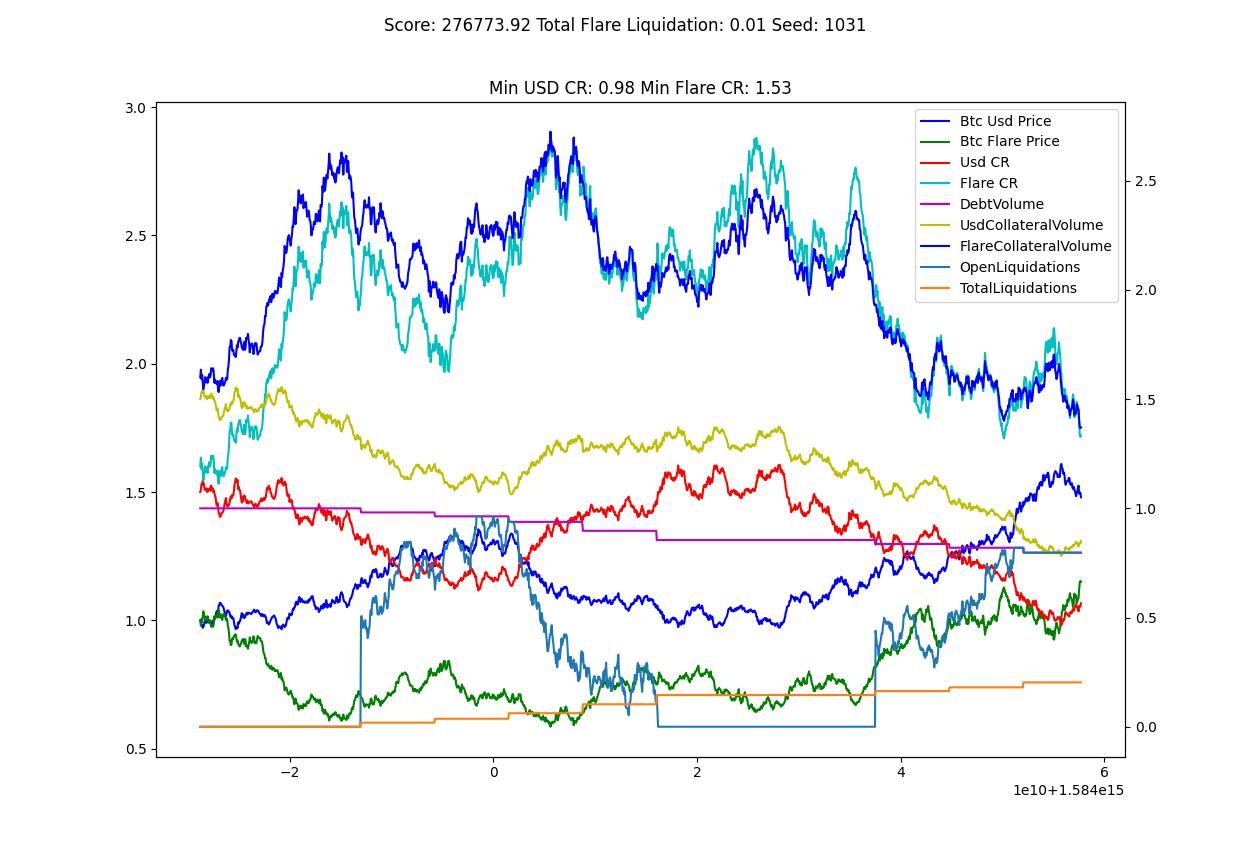 Score: 276773.92 Total Flare Liquidation: 0.01 Seed: 1031
Min USD CR: 0.98 Min Flare CR: 1.53
3.0
2.5
2.0
1.5
1.0
0.5
Btc Usd Price
Btc Flare Price
Usd CR
Flare CR
DebtVolume
UsdCollateralVolume
FlareCollateralVolume
OpenLiquidations
TotalLiquidations
2.5
2.0
1.5
1.0
0.5
0.0
−2
0
2
4
6
1e10+1.584e15